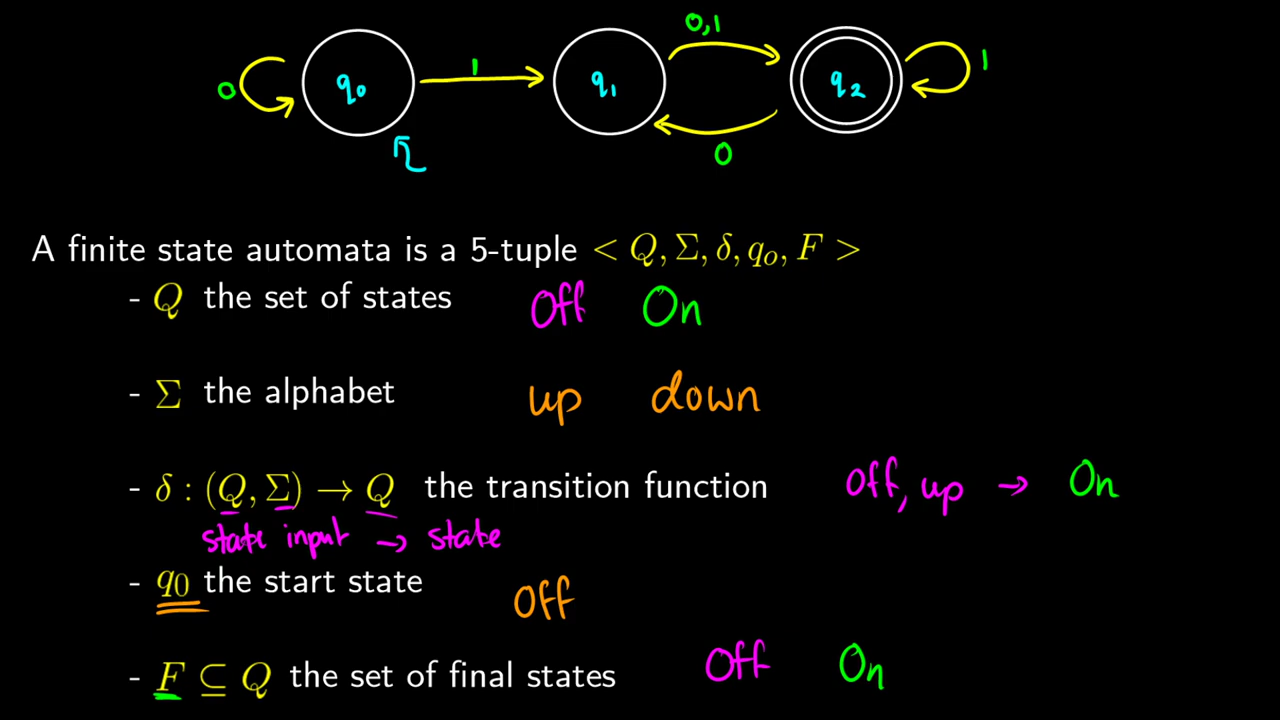 0,1
0 q0 1 q1 q2 1
0
A finite state automata is a 5-tuple < Q, Σ, δ, qo, F >
- Q the set of states Off On
- Σ the alphabet up down
- δ : (Q, Σ) → Q the transition function Off, up → On
state input → state
- q0 the start state Off
- F ⊆ Q the set of final states Off On